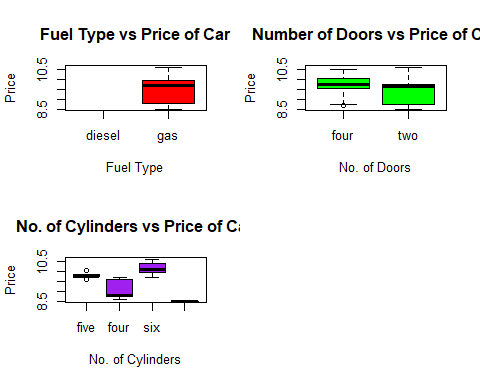 Fuel Type vs Price of Car
Price
10.5
8.5
diesel gas
Fuel Type
Number of Doors vs Price of C
Price
10.5
8.5
four two
No. of Doors
No. of Cylinders vs Price of Ca
Price
10.5
8.5
five four six
No. of Cylinders